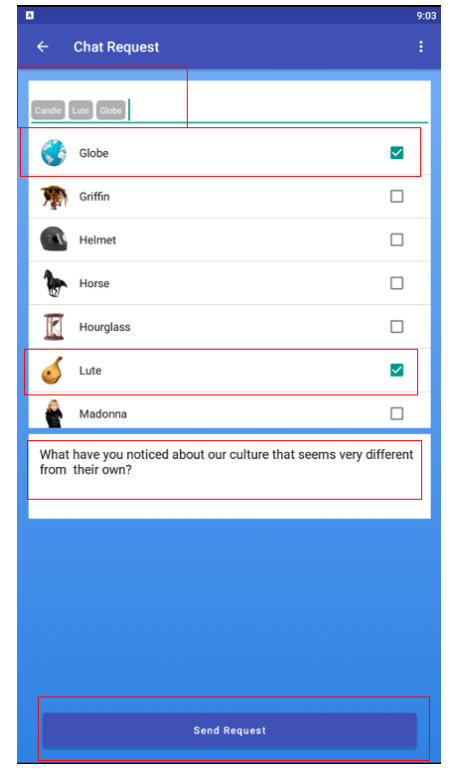 A
9:03
Chat Request
Candle Lute Globe
Globe
Griffin
Helmet
Horse
Hourglass
Lute
Madonna
What have you noticed about our culture that seems very different
from  their own?
Send Request